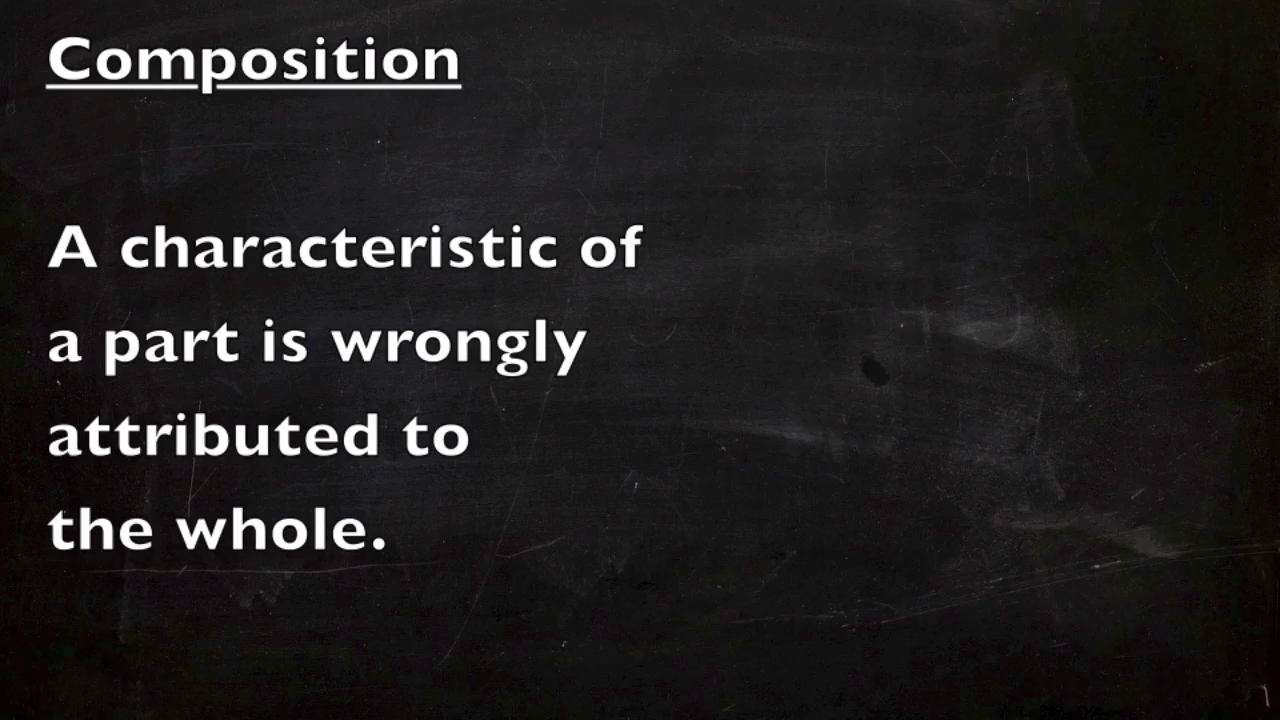 Composition
A characteristic of
a part is wrongly
attributed to
the whole.